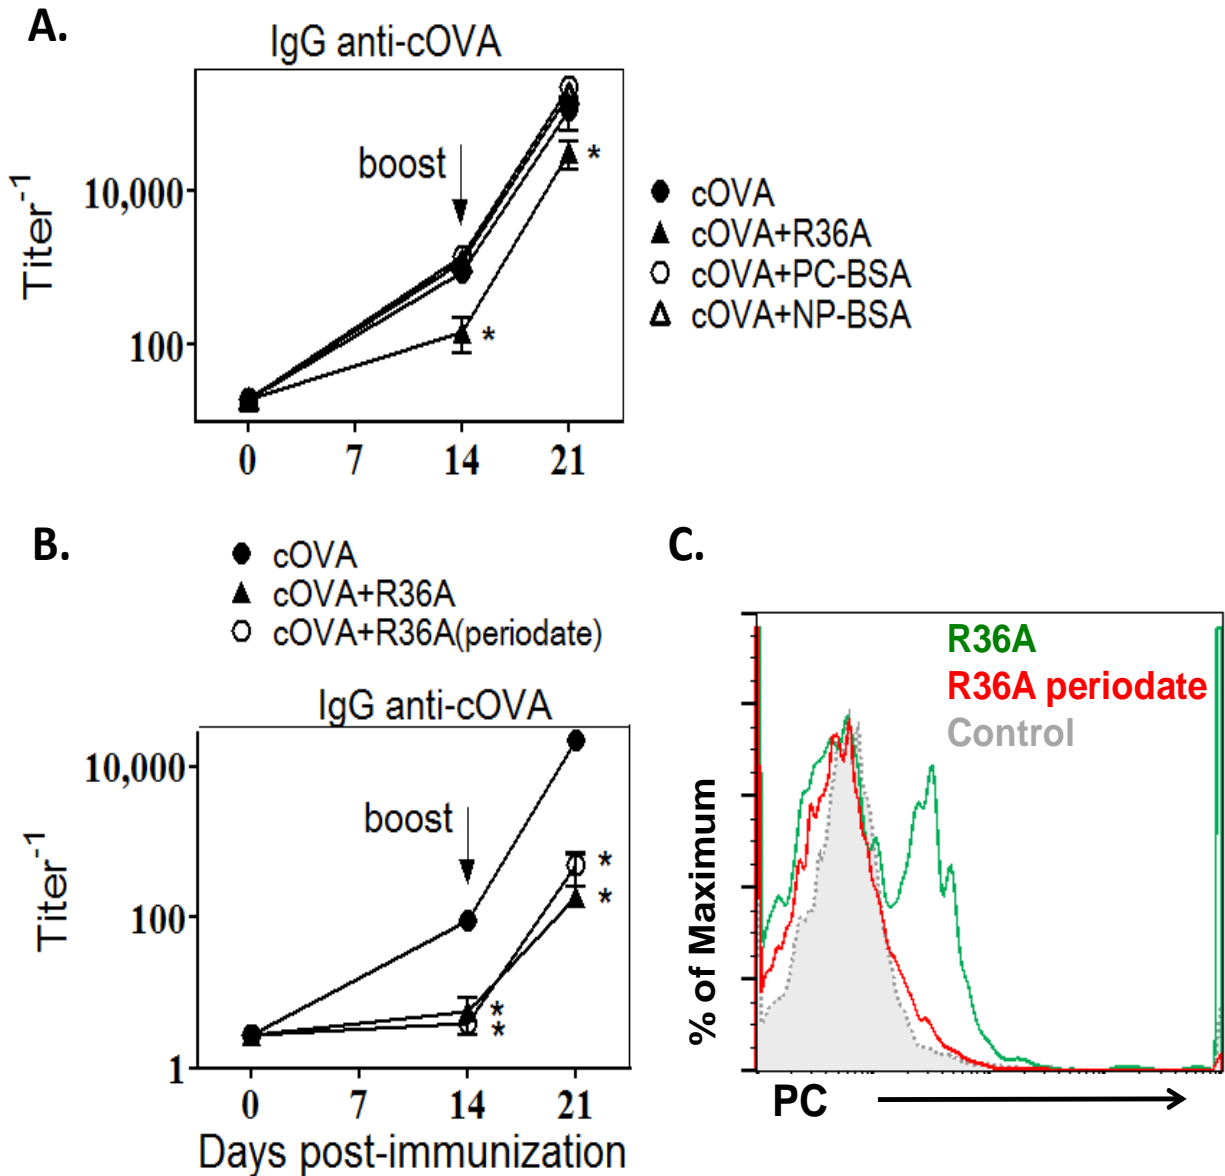 A.
IgG anti-cOVA
Titer⁻¹
10,000
100
boost
*
*
0 7 14 21
cOVA
cOVA+R36A
cOVA+PC-BSA
cOVA+NP-BSA
B.
cOVA
cOVA+R36A
cOVA+R36A(periodate)
IgG anti-cOVA
Titer⁻¹
10,000
100
1
boost
*
*
*
*
0 7 14 21
Days post-immunization
C.
R36A
R36A periodate
Control
% of Maximum
PC